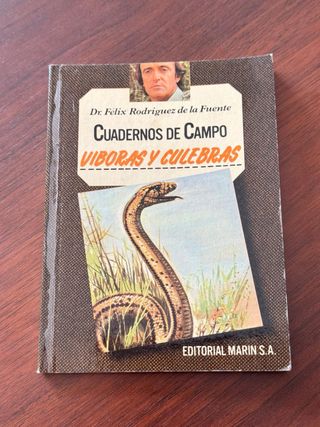 Dr. Félix Rodríguez de la Fuente
CUADERNOS DE CAMPO
VIBORAS Y CULEBRAS
EDITORIAL MARIN S.A.